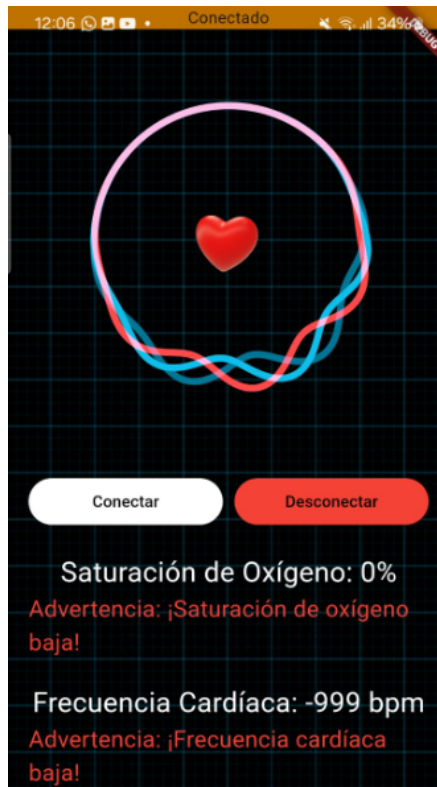 12:06 Conectado 34%
Conectar Desconectar
Saturación de Oxígeno: 0%
Advertencia: ¡Saturación de oxígeno
baja!
Frecuencia Cardíaca: -999 bpm
Advertencia: ¡Frecuencia cardíaca
baja!